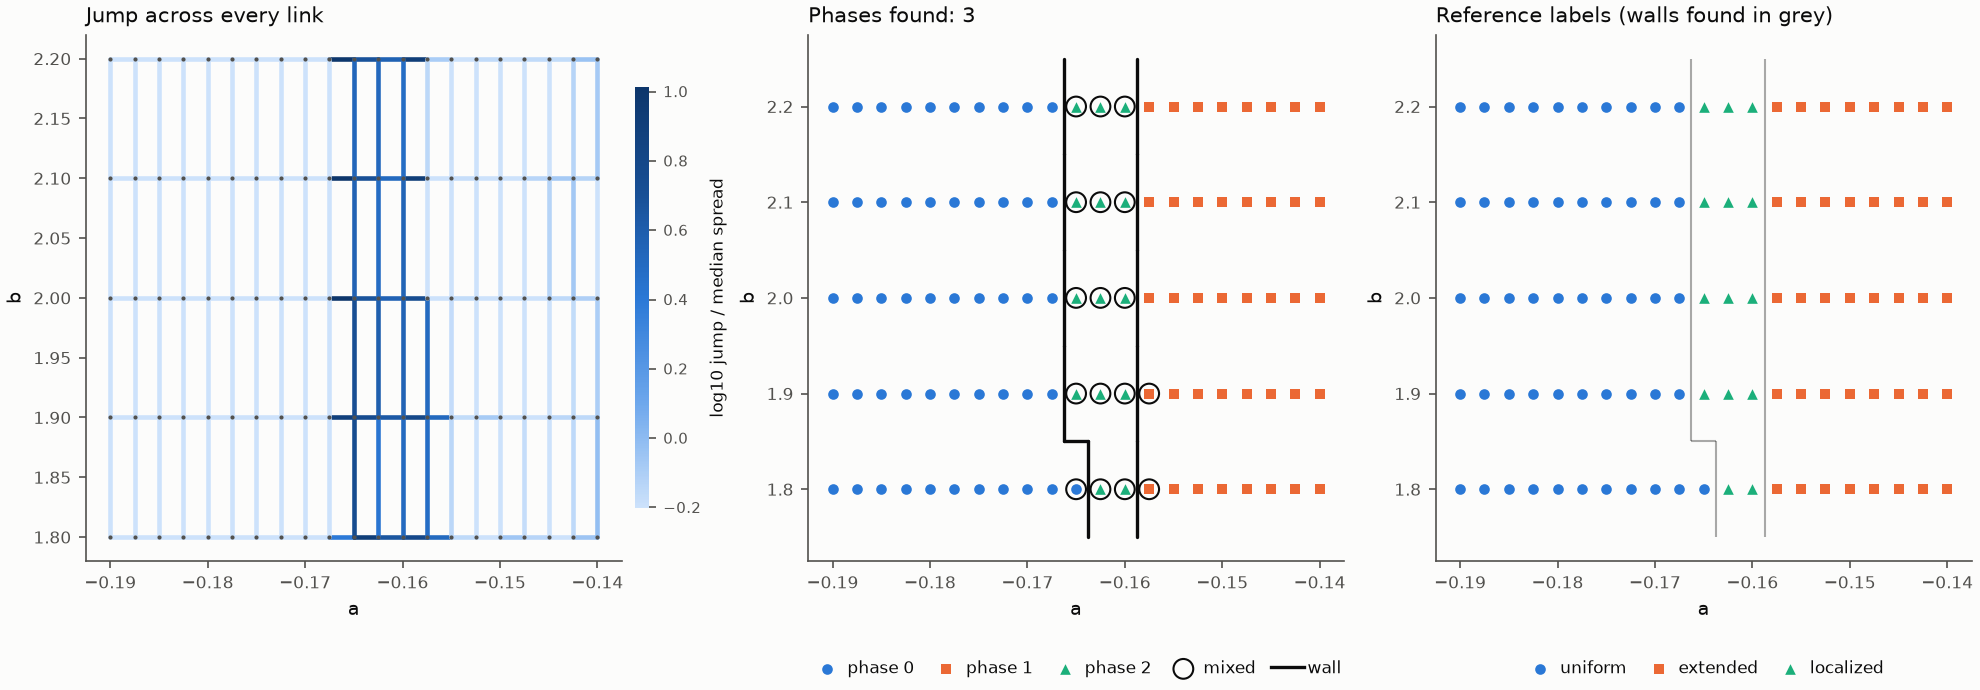 Jump across every link
2.20
2.15
2.10
2.05
2.00
1.95
1.90
1.85
1.80
b
−0.19
−0.18
−0.17
−0.16
−0.15
−0.14
a
1.0
0.8
0.6
0.4
0.2
0.0
−0.2
log10 jump / median spread
Phases found: 3
2.2
2.1
2.0
1.9
1.8
b
−0.19
−0.18
−0.17
−0.16
−0.15
−0.14
a
phase 0
phase 1
phase 2
mixed
wall
Reference labels (walls found in grey)
2.2
2.1
2.0
1.9
1.8
b
−0.19
−0.18
−0.17
−0.16
−0.15
−0.14
a
uniform
extended
localized